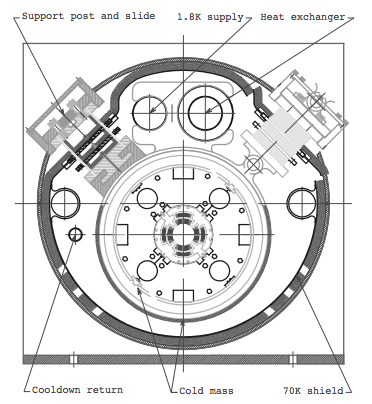 Support post and slide
1.8K supply
Heat exchanger
Cooldown return
Cold mass
70K shield